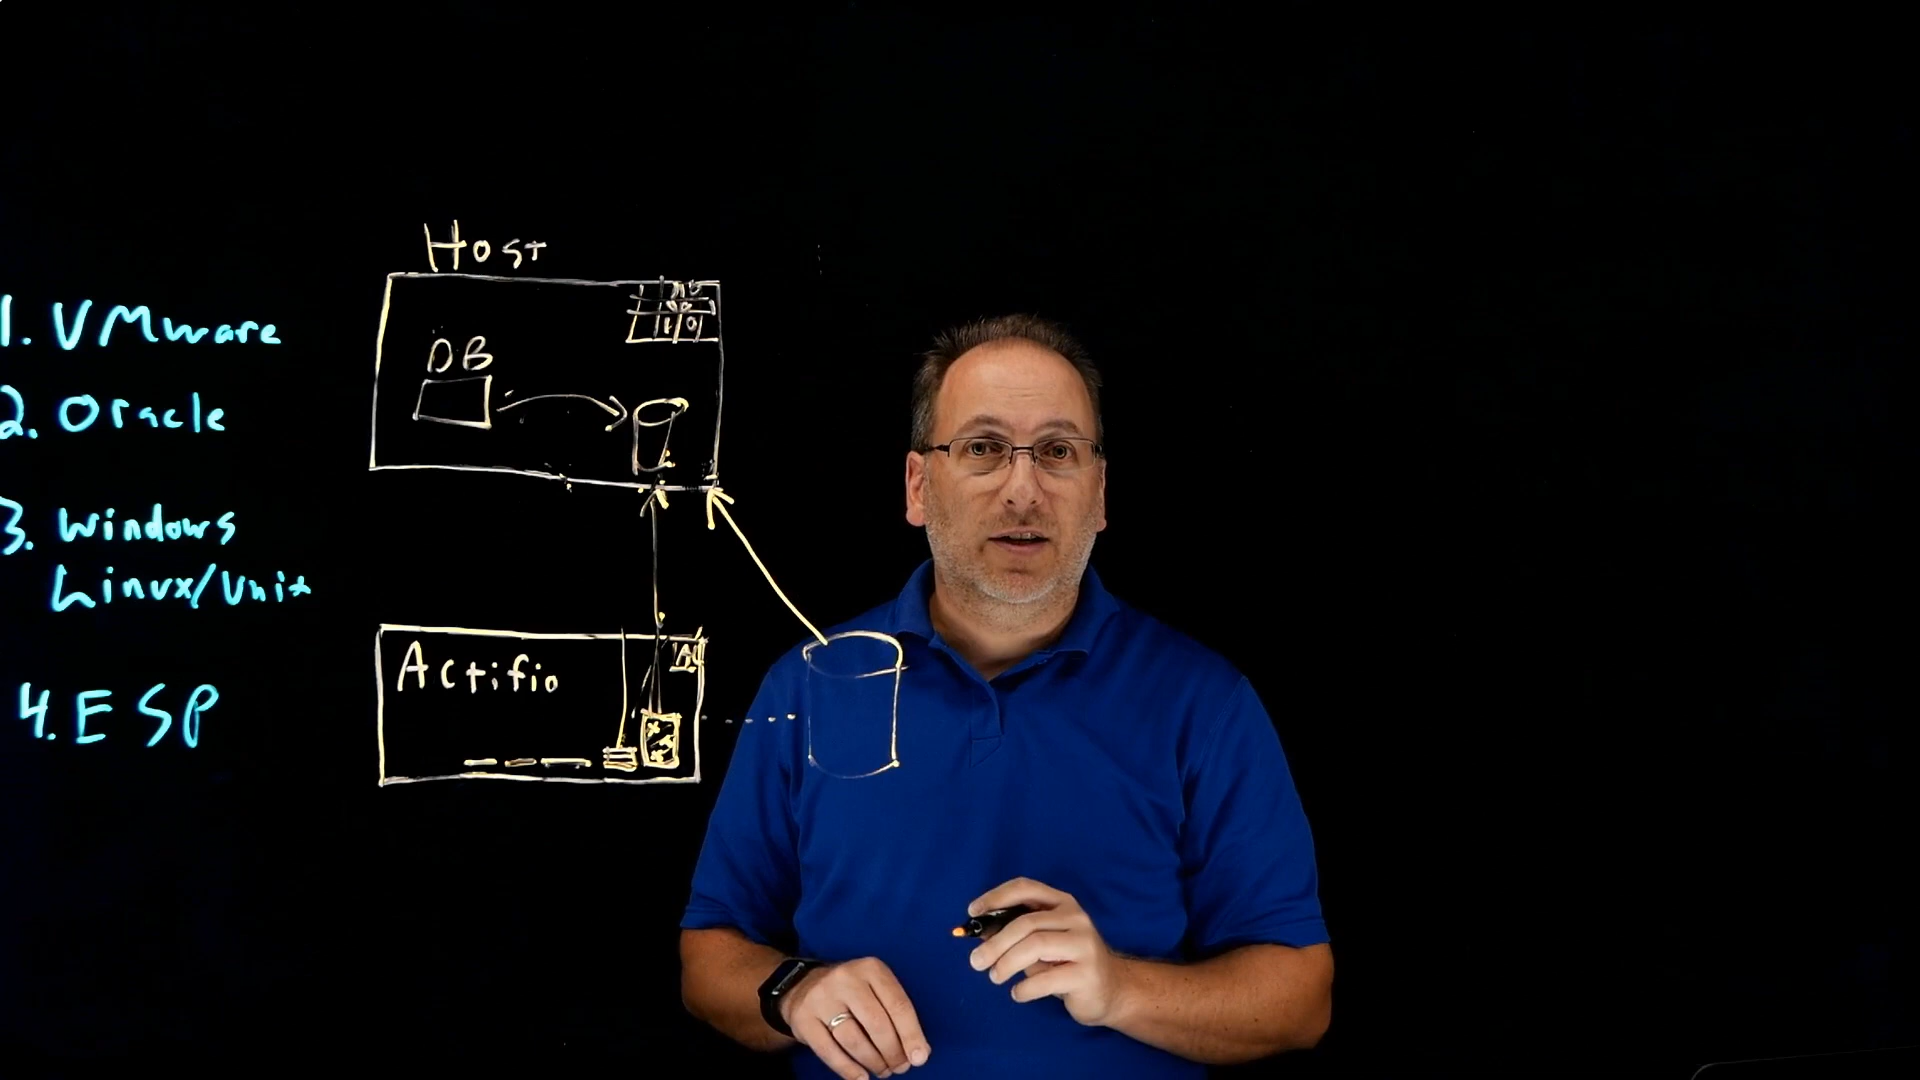 Host
DB
1. VMware
2. Oracle
3. Windows
Linux/Unix
Actifio
4. ESP